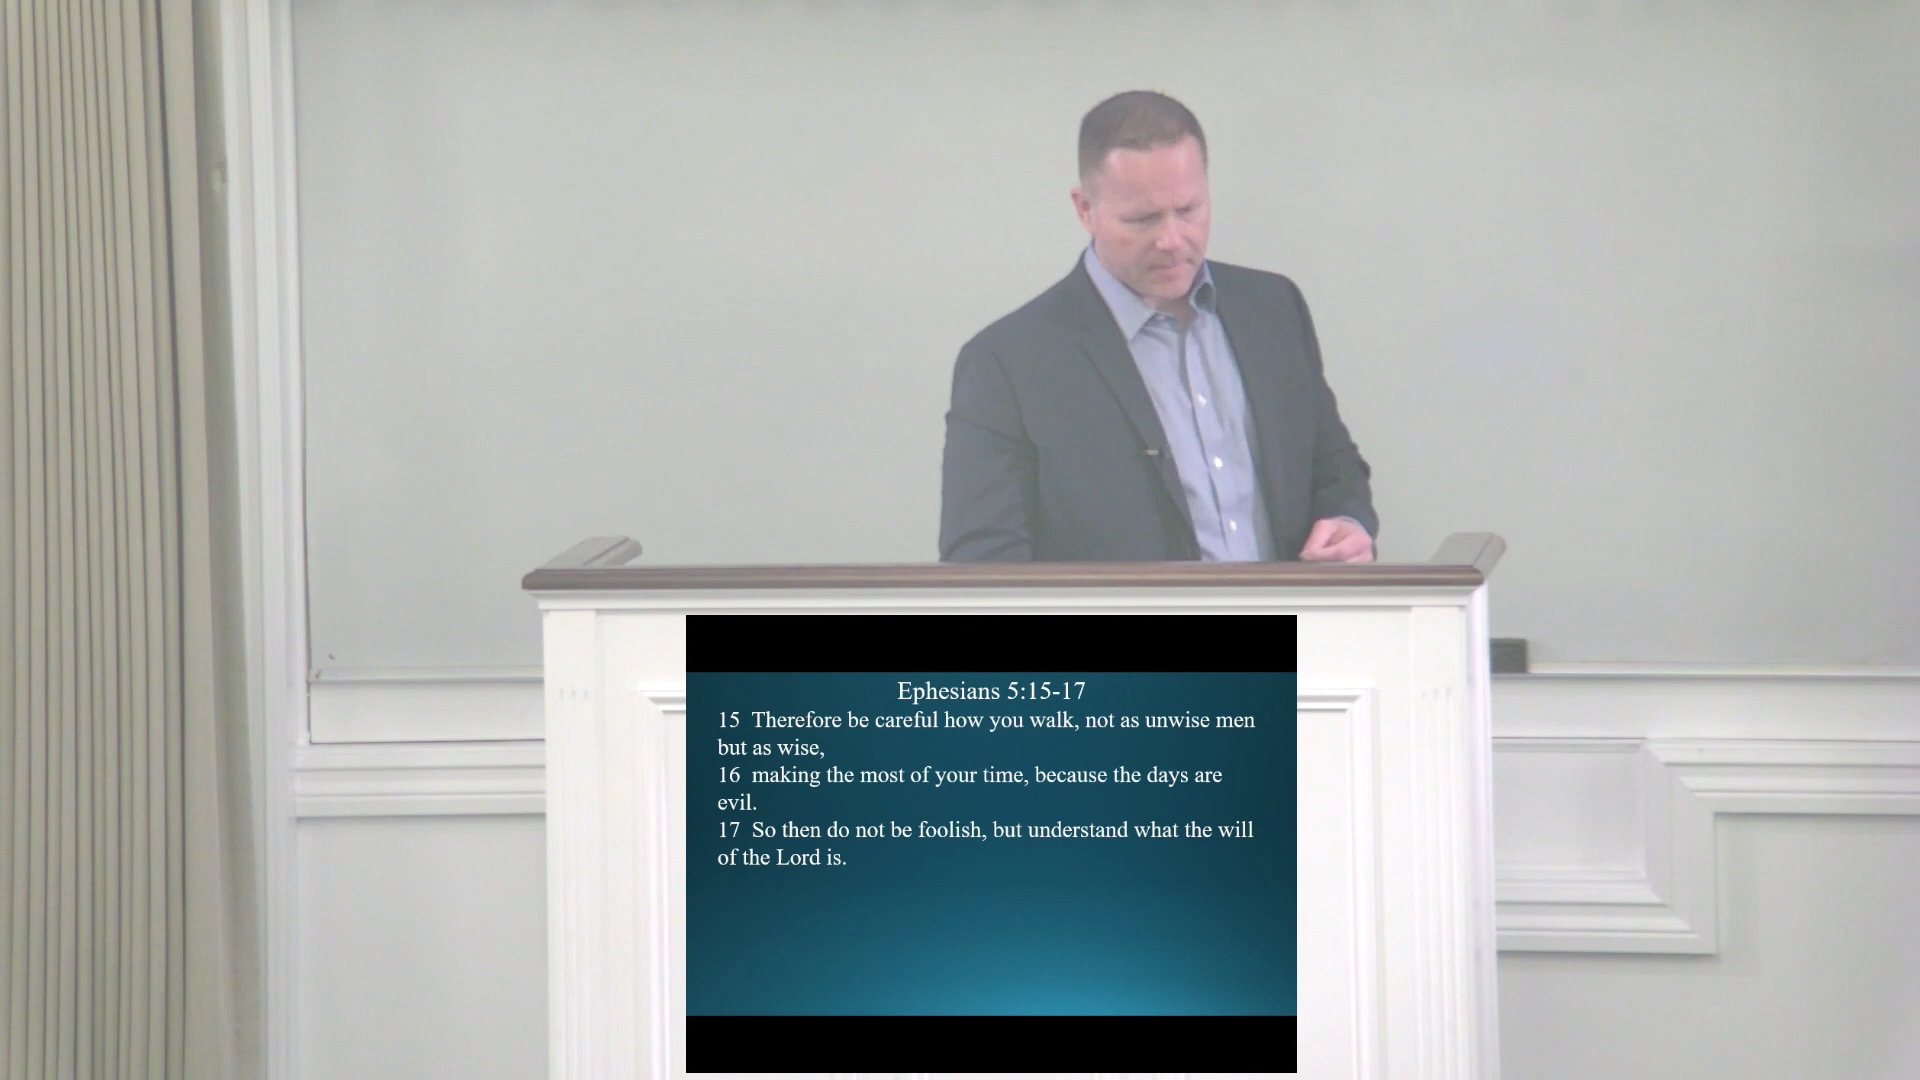 Ephesians 5:15-17
15 Therefore be careful how you walk, not as unwise men
but as wise,
16 making the most of your time, because the days are
evil.
17 So then do not be foolish, but understand what the will
of the Lord is.